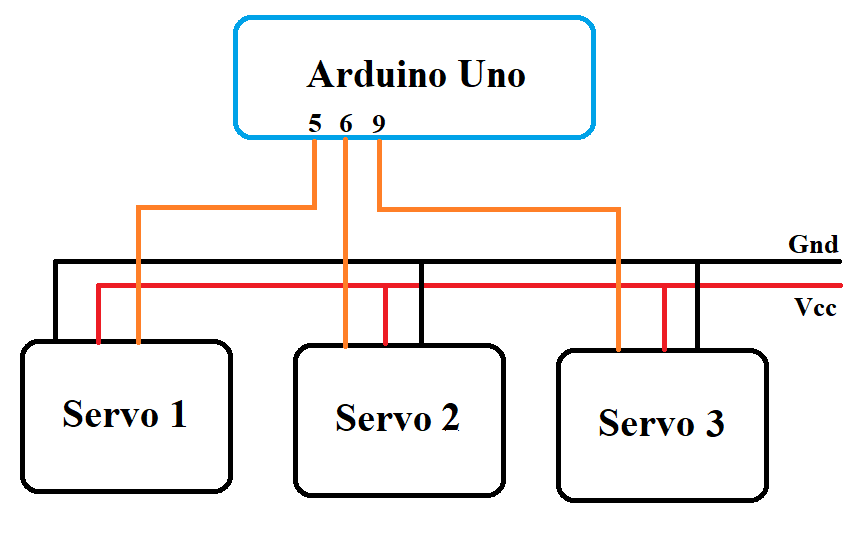 Arduino Uno
5 6 9
Gnd
Vcc
Servo 1
Servo 2
Servo 3